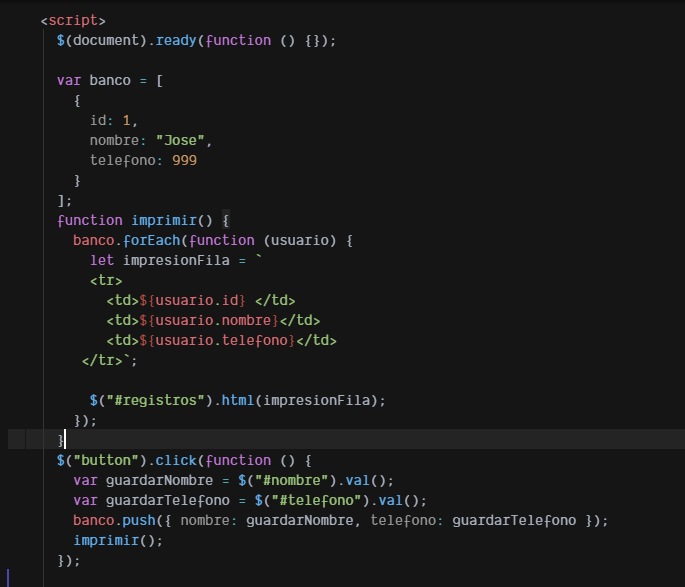 <script>
$(document).ready(function () {});
var banco = [
{
id: 1,
nombre: "Jose",
telefono: 999
}
];
function imprimir() {
banco.forEach(function (usuario) {
let impresionFila = `
<tr>
<td>${usuario.id} </td>
<td>${usuario.nombre}</td>
<td>${usuario.telefono}</td>
</tr>`;
$("#registros").html(impresionFila);
});
}
$("button").click(function () {
var guardarNombre = $("#nombre").val();
var guardarTelefono = $("#telefono").val();
banco.push({ nombre: guardarNombre, telefono: guardarTelefono });
imprimir();
});